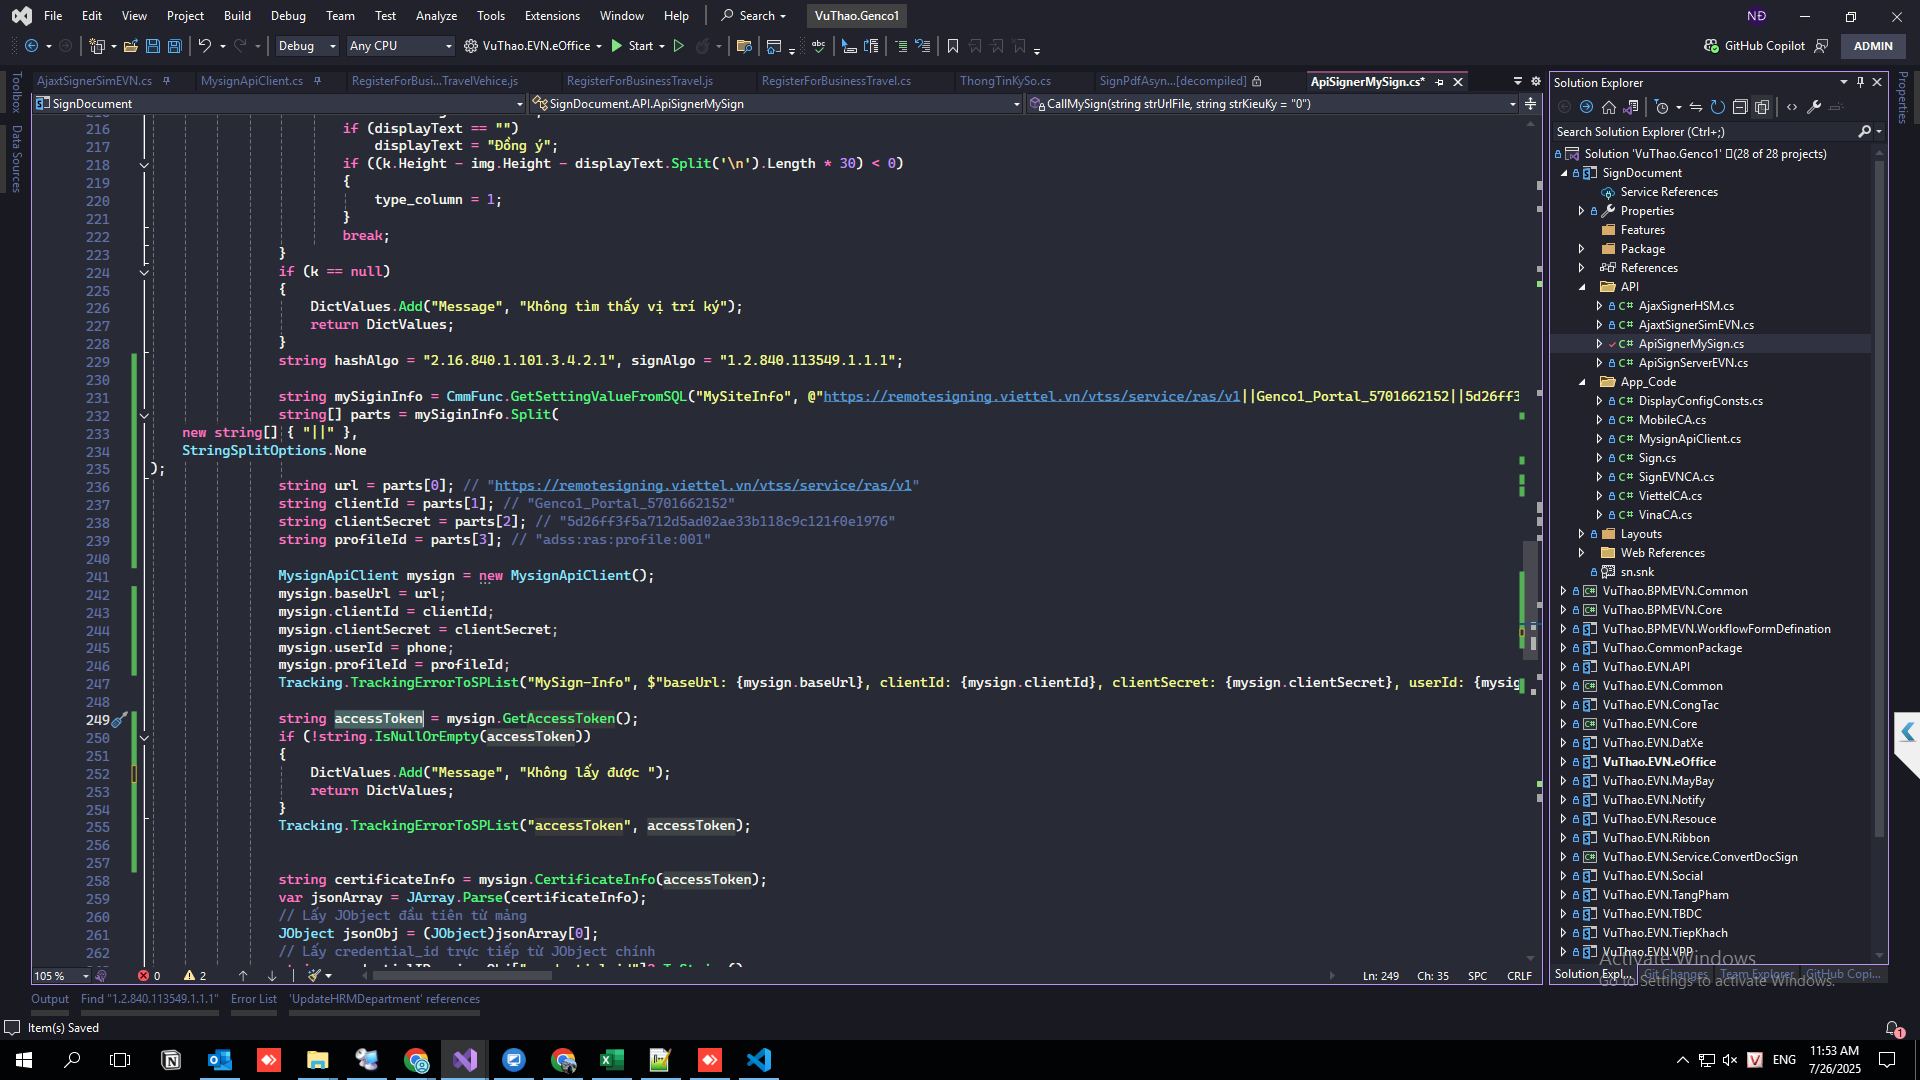 File Edit View Project Build Debug Team Test Analyze Tools Extensions Window Help Search VuThao.Genco1 NĐ
Debug Any CPU VuThao.EVN.eOffice Start GitHub Copilot ADMIN
AjaxtSignerSimEVN.cs MysignApiClient.cs RegisterForBusi...TravelVehice.js RegisterForBusinessTravel.js RegisterForBusinessTravel.cs ThongTinKySo.cs SignPdfAsyn...[decompiled] ApiSignerMySign.cs*
SignDocument SignDocument.API.ApiSignerMySign CallMySign(string strUrlFile, string strKieuKy = "0")
Toolbox
Data Sources
216 if (displayText == "")
217 displayText = "Đồng ý";
218 if ((k.Height - img.Height - displayText.Split('\n').Length * 30) < 0)
219 {
220 type_column = 1;
221 }
222 break;
223 }
224 if (k == null)
225 {
226 DictValues.Add("Message", "Không tìm thấy vị trí ký");
227 return DictValues;
228 }
229 string hashAlgo = "2.16.840.1.101.3.4.2.1", signAlgo = "1.2.840.113549.1.1.1";
230
231 string mySiginInfo = CmmFunc.GetSettingValueFromSQL("MySiteInfo", @"https://remotesigning.viettel.vn/vtss/service/ras/v1||Genco1_Portal_5701662152||5d26ff3
232 string[] parts = mySiginInfo.Split(
233 new string[] { "||" },
234 StringSplitOptions.None
235 );
236 string url = parts[0]; // "https://remotesigning.viettel.vn/vtss/service/ras/v1"
237 string clientId = parts[1]; // "Genco1_Portal_5701662152"
238 string clientSecret = parts[2]; // "5d26ff3f5a712d5ad02ae33b118c9c121f0e1976"
239 string profileId = parts[3]; // "adss:ras:profile:001"
240
241 MysignApiClient mysign = new MysignApiClient();
242 mysign.baseUrl = url;
243 mysign.clientId = clientId;
244 mysign.clientSecret = clientSecret;
245 mysign.userId = phone;
246 mysign.profileId = profileId;
247 Tracking.TrackingErrorToSPList("MySign-Info", $"baseUrl: {mysign.baseUrl}, clientId: {mysign.clientId}, clientSecret: {mysign.clientSecret}, userId: {mysig
248
249 string accessToken = mysign.GetAccessToken();
250 if (!string.IsNullOrEmpty(accessToken))
251 {
252 DictValues.Add("Message", "Không lấy được ");
253 return DictValues;
254 }
255 Tracking.TrackingErrorToSPList("accessToken", accessToken);
256
257
258 string certificateInfo = mysign.CertificateInfo(accessToken);
259 var jsonArray = JArray.Parse(certificateInfo);
260 // Lấy JObject đầu tiên từ mảng
261 JObject jsonObj = (JObject)jsonArray[0];
262 // Lấy credential_id trực tiếp từ JObject chính
105 % 0 2 Ln: 249 Ch: 35 SPC CRLF
Output Find "1.2.840.113549.1.1.1" Error List 'UpdateHRMDepartment' references
Item(s) Saved
Solution Explorer
Search Solution Explorer (Ctrl+;)
Solution 'VuThao.Genco1' (28 of 28 projects)
SignDocument
Service References
Properties
Features
Package
References
API
AjaxSignerHSM.cs
AjaxtSignerSimEVN.cs
ApiSignerMySign.cs
ApiSignServerEVN.cs
App_Code
DisplayConfigConsts.cs
MobileCA.cs
MysignApiClient.cs
Sign.cs
SignEVNCA.cs
ViettelCA.cs
VinaCA.cs
Layouts
Web References
sn.snk
VuThao.BPMEVN.Common
VuThao.BPMEVN.Core
VuThao.BPMEVN.WorkflowFormDefination
VuThao.CommonPackage
VuThao.EVN.API
VuThao.EVN.Common
VuThao.EVN.CongTac
VuThao.EVN.Core
VuThao.EVN.DatXe
VuThao.EVN.eOffice
VuThao.EVN.MayBay
VuThao.EVN.Notify
VuThao.EVN.Resouce
VuThao.EVN.Ribbon
VuThao.EVN.Service.ConvertDocSign
VuThao.EVN.Social
VuThao.EVN.TangPham
VuThao.EVN.TBDC
VuThao.EVN.TiepKhach
VuThao.EVN.VPP
Solution Expl... Git Changes Team Explorer GitHub Copi...
Properties
Activate Windows
Go to Settings to activate Windows.
ENG 11:53 AM
7/26/2025